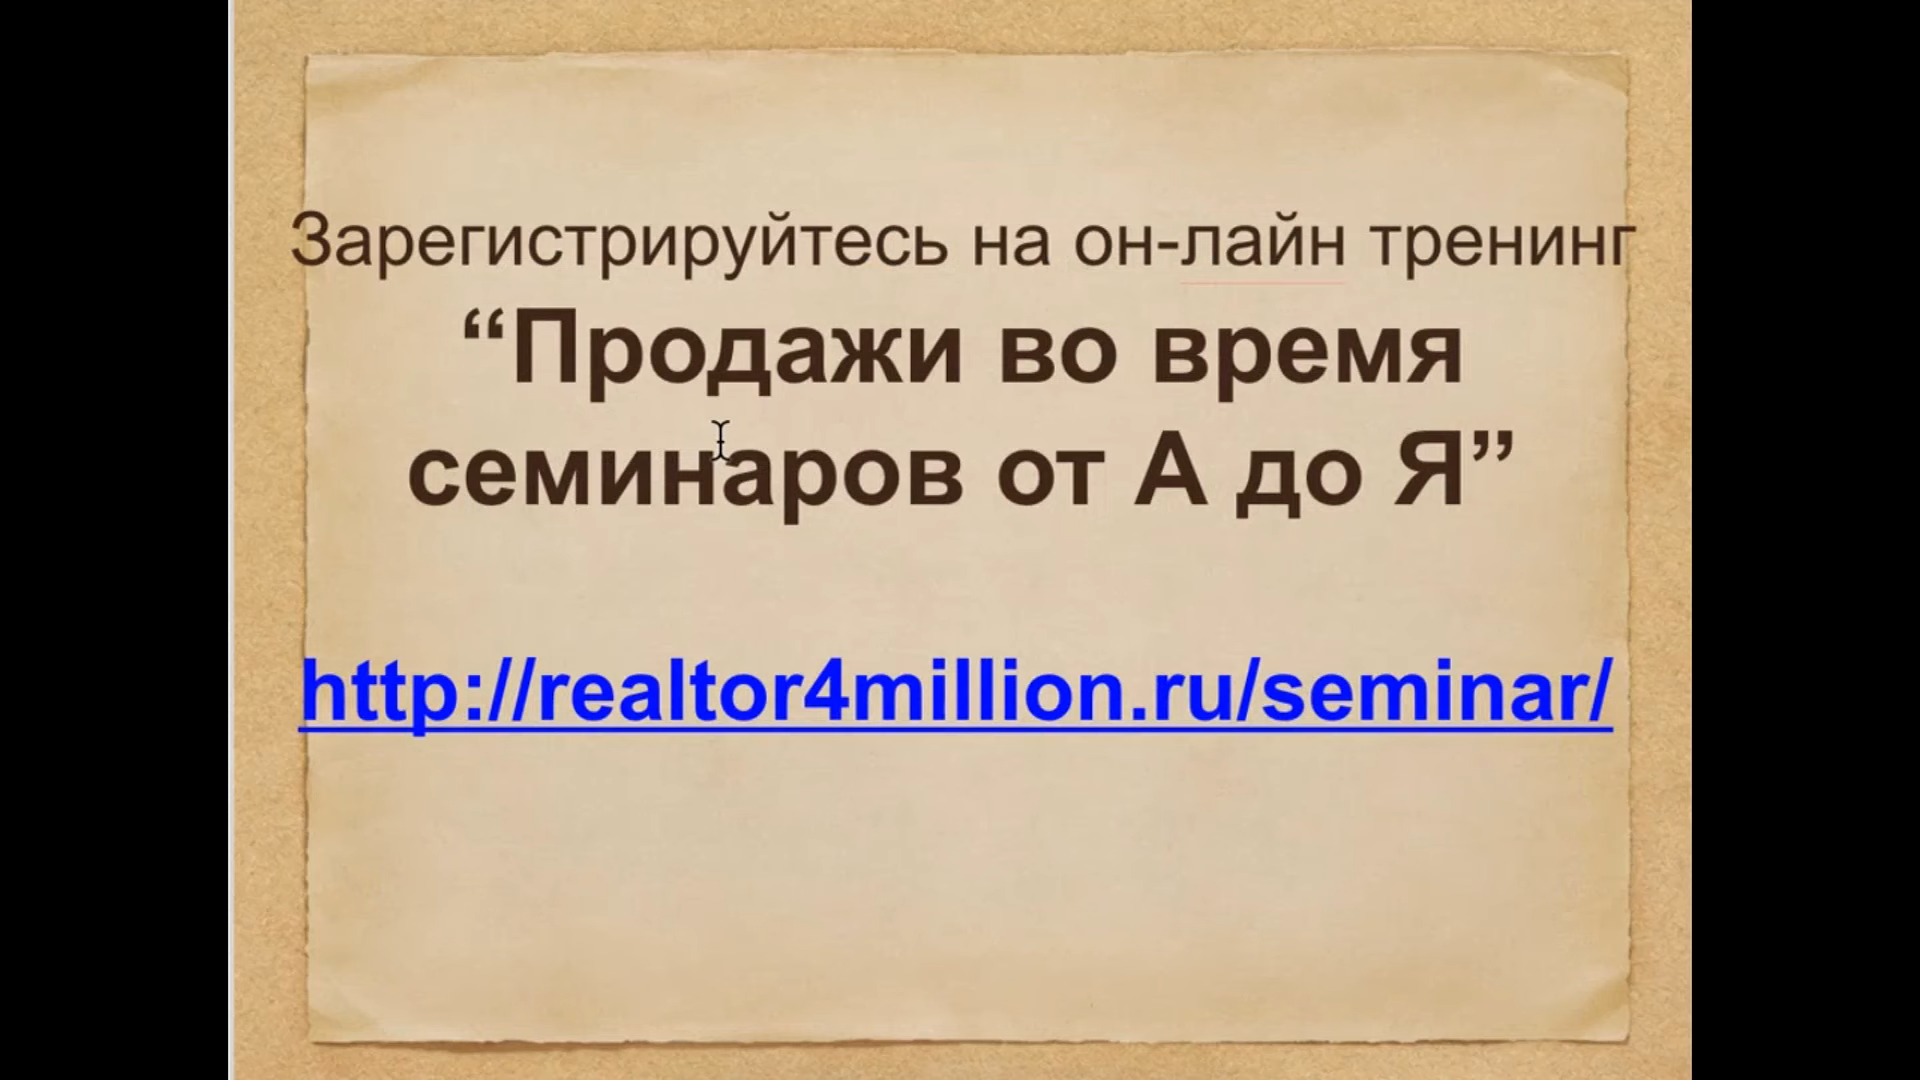 Зарегистрируйтесь на он-лайн тренинг
“Продажи во время
семинаров от А до Я”
http://realtor4million.ru/seminar/